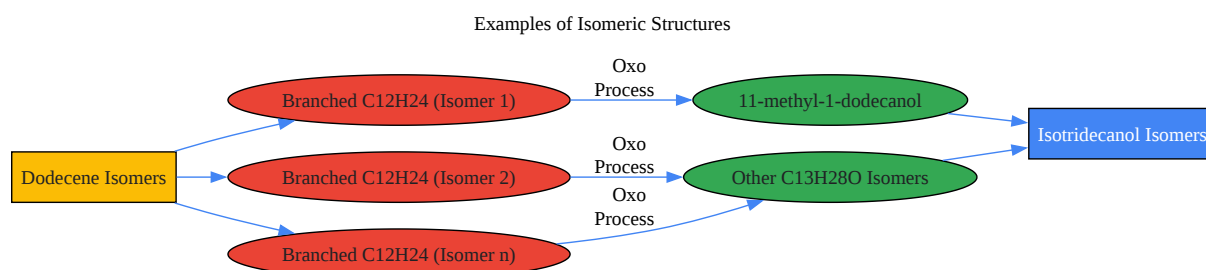 Examples of Isomeric Structures
Oxo
Process
Branched C12H24 (Isomer 1)
11-methyl-1-dodecanol
Isotridecanol Isomers
Oxo
Process
Dodecene Isomers
Branched C12H24 (Isomer 2)
Other C13H28O Isomers
Oxo
Process
Branched C12H24 (Isomer n)